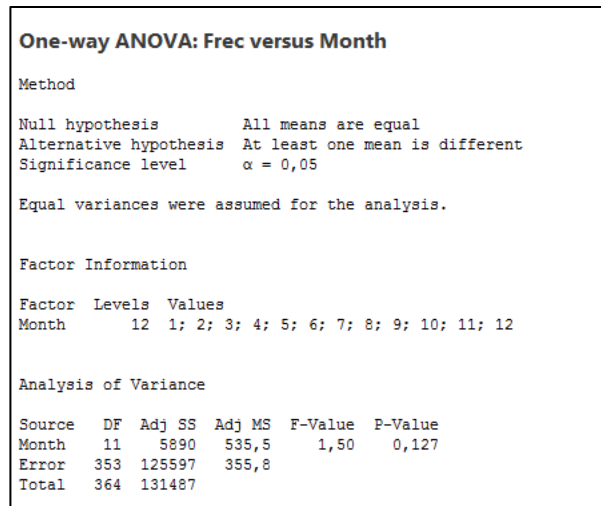 One-way ANOVA: Frec versus Month
Method
Null hypothesis All means are equal
Alternative hypothesis At least one mean is different
Significance level α = 0,05
Equal variances were assumed for the analysis.
Factor Information
Factor Levels Values
Month 12 1; 2; 3; 4; 5; 6; 7; 8; 9; 10; 11; 12
Analysis of Variance
Source DF Adj SS Adj MS F-Value P-Value
Month 11 5890 535,5 1,50 0,127
Error 353 125597 355,8
Total 364 131487